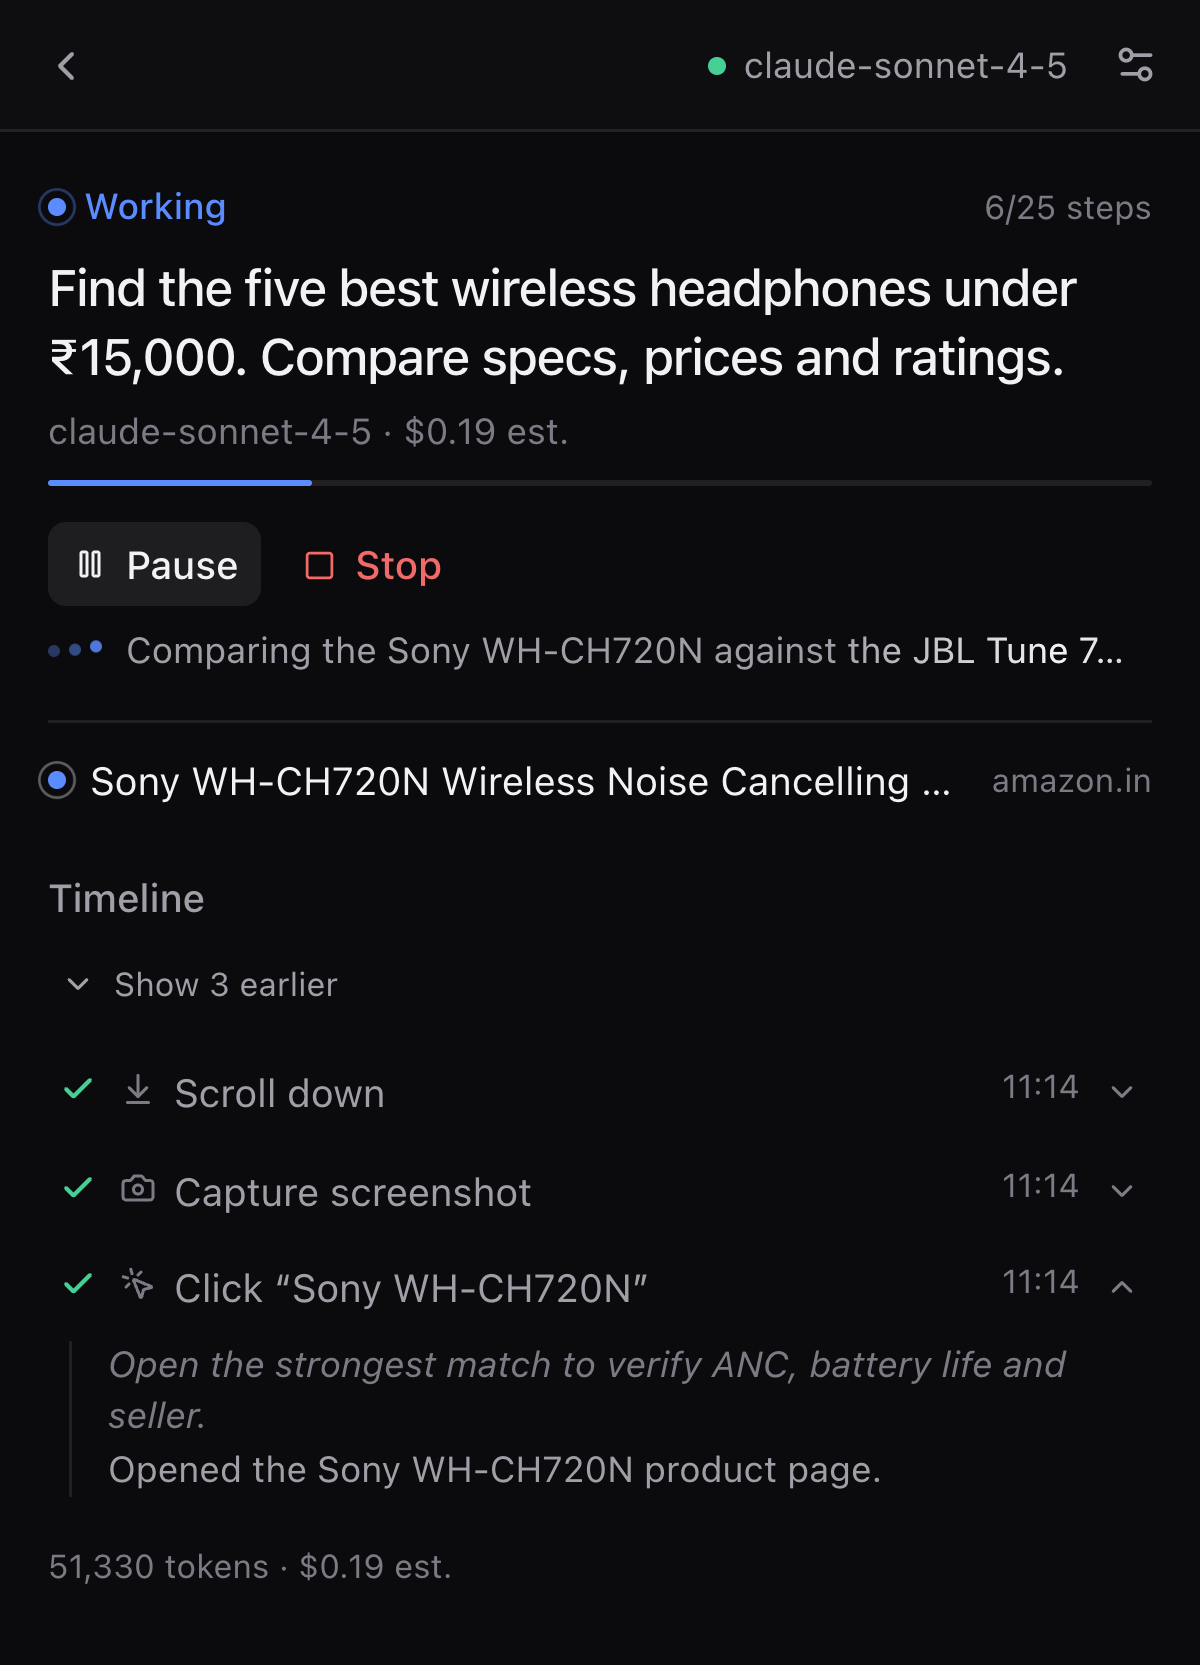 claude-sonnet-4-5
Working
6/25 steps
Find the five best wireless headphones under
₹15,000. Compare specs, prices and ratings.
claude-sonnet-4-5 · $0.19 est.
Pause
Stop
Comparing the Sony WH-CH720N against the JBL Tune 7...
Sony WH-CH720N Wireless Noise Cancelling ...
amazon.in
Timeline
Show 3 earlier
Scroll down
11:14
Capture screenshot
11:14
Click “Sony WH-CH720N”
11:14
Open the strongest match to verify ANC, battery life and
seller.
Opened the Sony WH-CH720N product page.
51,330 tokens · $0.19 est.